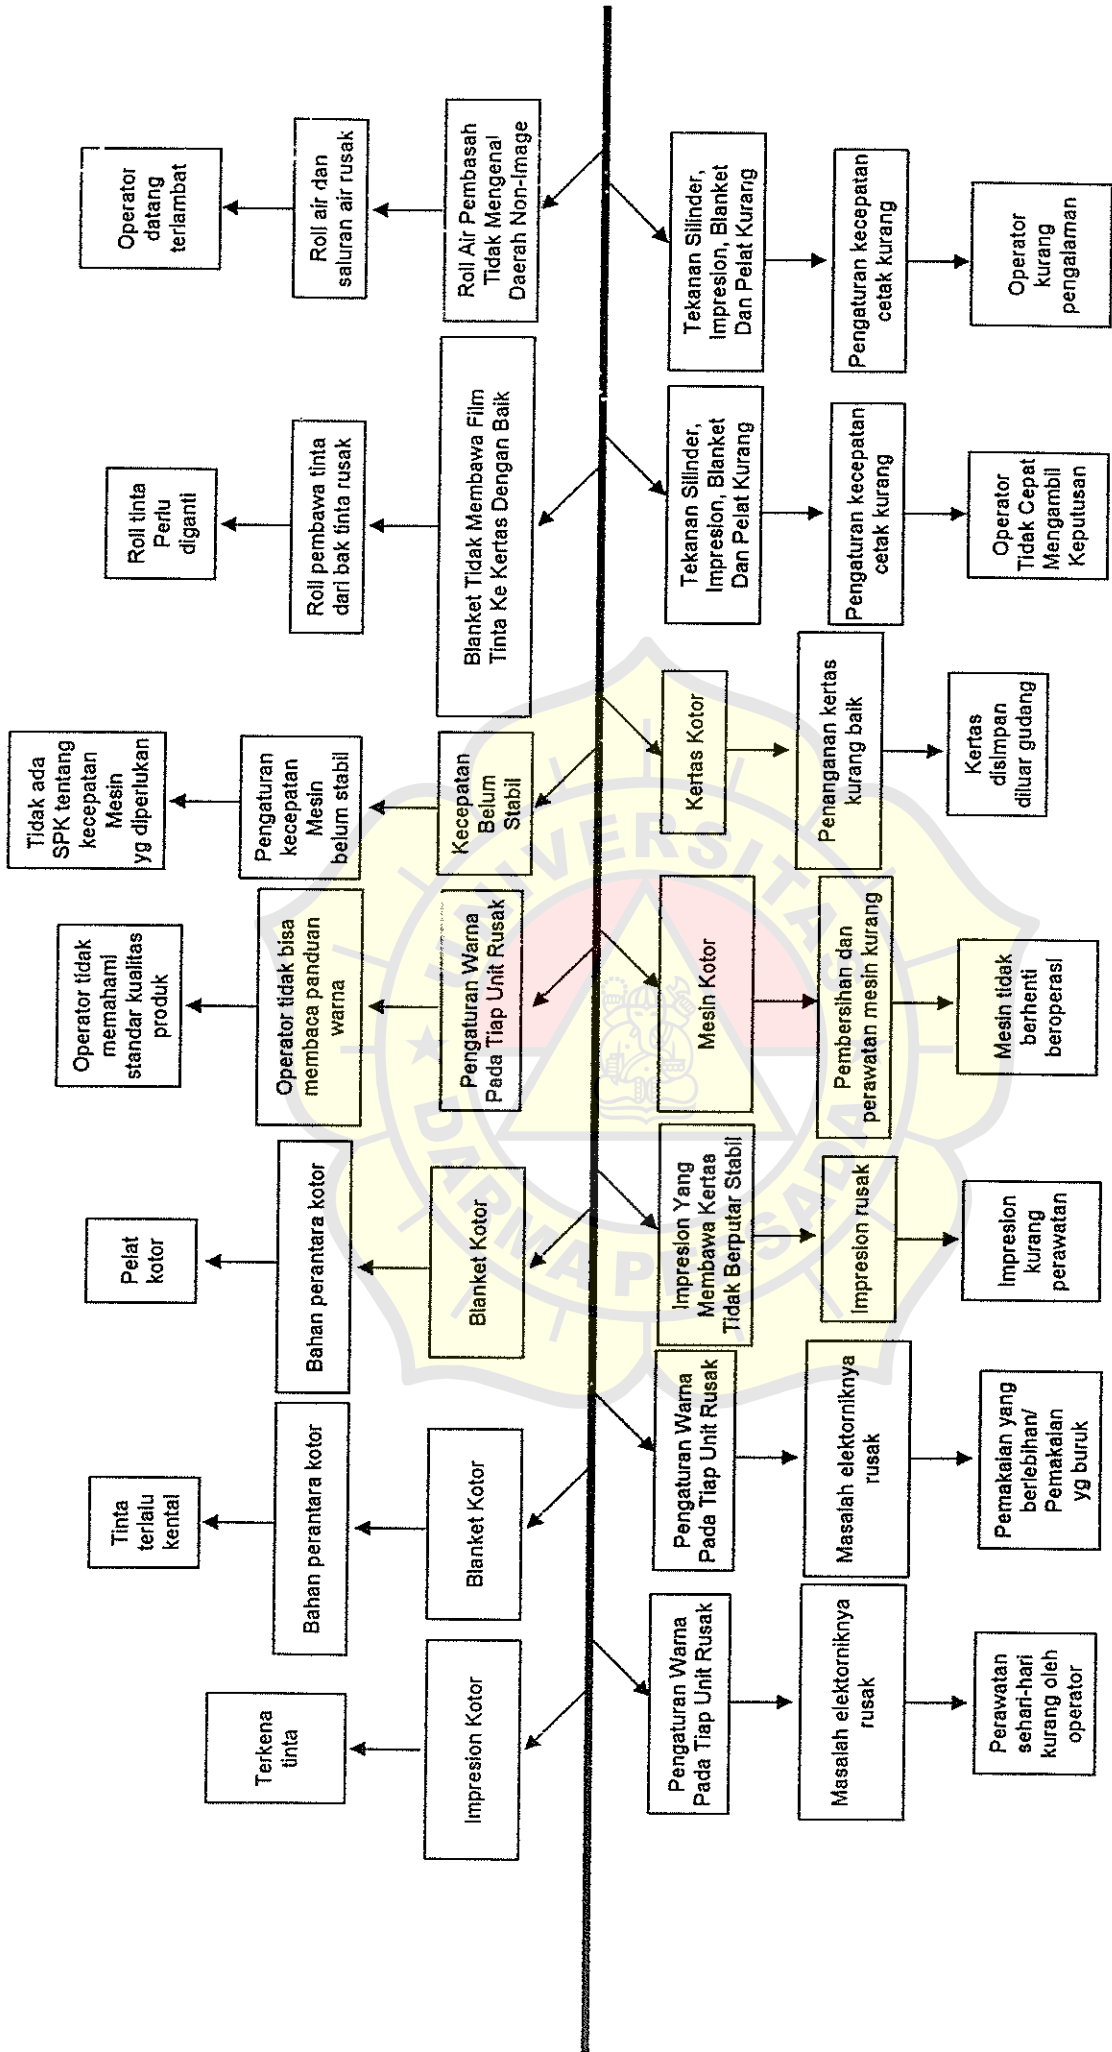 Terkena
tinta
Tinta
terlalu
kental
Pelat
kotor
Operator tidak
memahami
standar kualitas
produk
Tidak ada
SPK tentang
kecepatan
Mesin
yg diperlukan
Roll tinta
Perlu
diganti
Operator
datang
terlambat
Bahan perantara kotor
Bahan perantara kotor
Operator tidak bisa
membaca panduan
warna
Pengaturan
kecepatan
Mesin
belum stabil
Roll pembawa tinta
dari bak tinta rusak
Roll air dan
saluran air rusak
Impresion Kotor
Blanket Kotor
Blanket Kotor
Pengaturan Warna
Pada Tiap Unit Rusak
Kecepatan
Belum
Stabil
Blanket Tidak Membawa Film
Tinta Ke Kertas Dengan Baik
Roll Air Pembasah
Tidak Mengenal
Daerah Non-Image
Pengaturan Warna
Pada Tiap Unit Rusak
Pengaturan Warna
Pada Tiap Unit Rusak
Impresion Yang
Membawa Kertas
Tidak Berputar Stabil
Mesin Kotor
Kertas Kotor
Tekanan Silinder,
Impresion, Blanket
Dan Pelat Kurang
Tekanan Silinder,
Impresion, Blanket
Dan Pelat Kurang
Masalah elektorniknya
rusak
Masalah elektorniknya
rusak
Impresion rusak
Pembersihan dan
perawatan mesin kurang
Penanganan kertas
kurang baik
Pengaturan kecepatan
cetak kurang
Pengaturan kecepatan
cetak kurang
Perawatan
sehari-hari
kurang oleh
operator
Pemakaian yang
berlebihan/
Pemakaian
yg buruk
Impresion
kurang
perawatan
Mesin tidak
berhenti
beroperasi
Kertas
disimpan
diluar gudang
Operator
Tidak Cepat
Mengambil
Keputusan
Operator
kurang
pengalaman
UNIVERSITAS
DARMA PERSADA